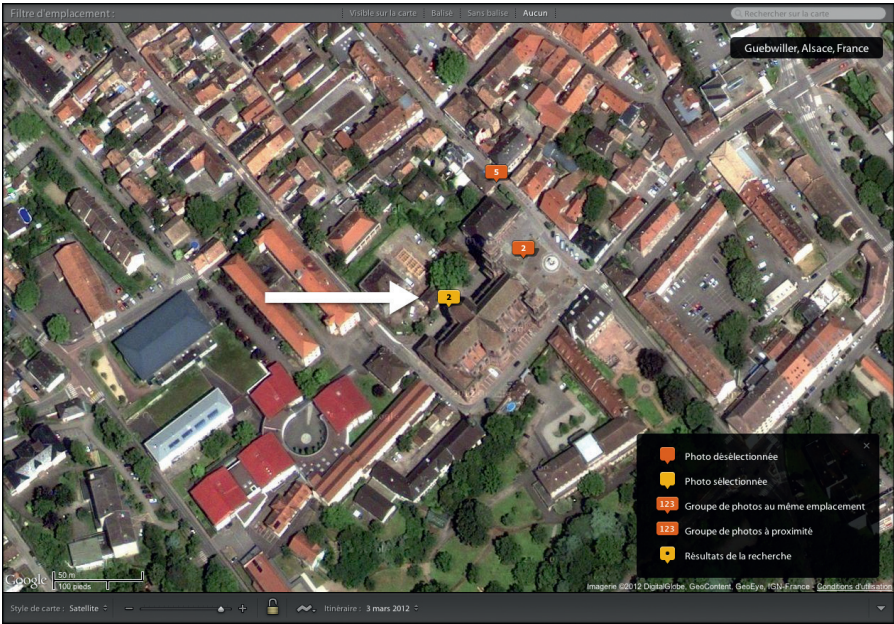 Filtre d'emplacement : Visible sur la carte Balisé Sans balise Aucun Rechercher sur la carte
Guebwiller, Alsace, France
5
2
2
Photo désélectionnée
Photo sélectionnée
123 Groupe de photos au même emplacement
123 Groupe de photos à proximité
Résultats de la recherche
Google 50 m
100 pieds
Imagerie ©2012 DigitalGlobe, GeoContent, GeoEye, IGN-France - Conditions d'utilisation
Style de carte : Satellite Itinéraire : 3 mars 2012